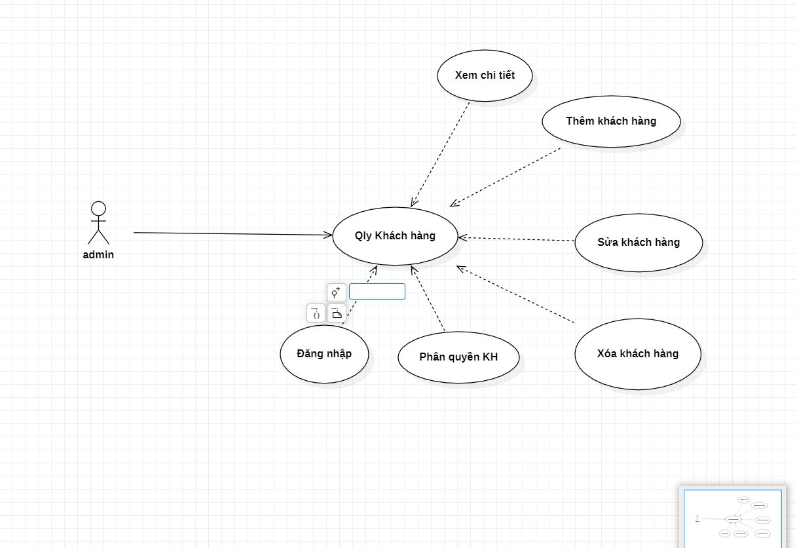 Xem chi tiết
Thêm khách hàng
Qly Khách hàng
Sửa khách hàng
admin
Đăng nhập
Phân quyền KH
Xóa khách hàng